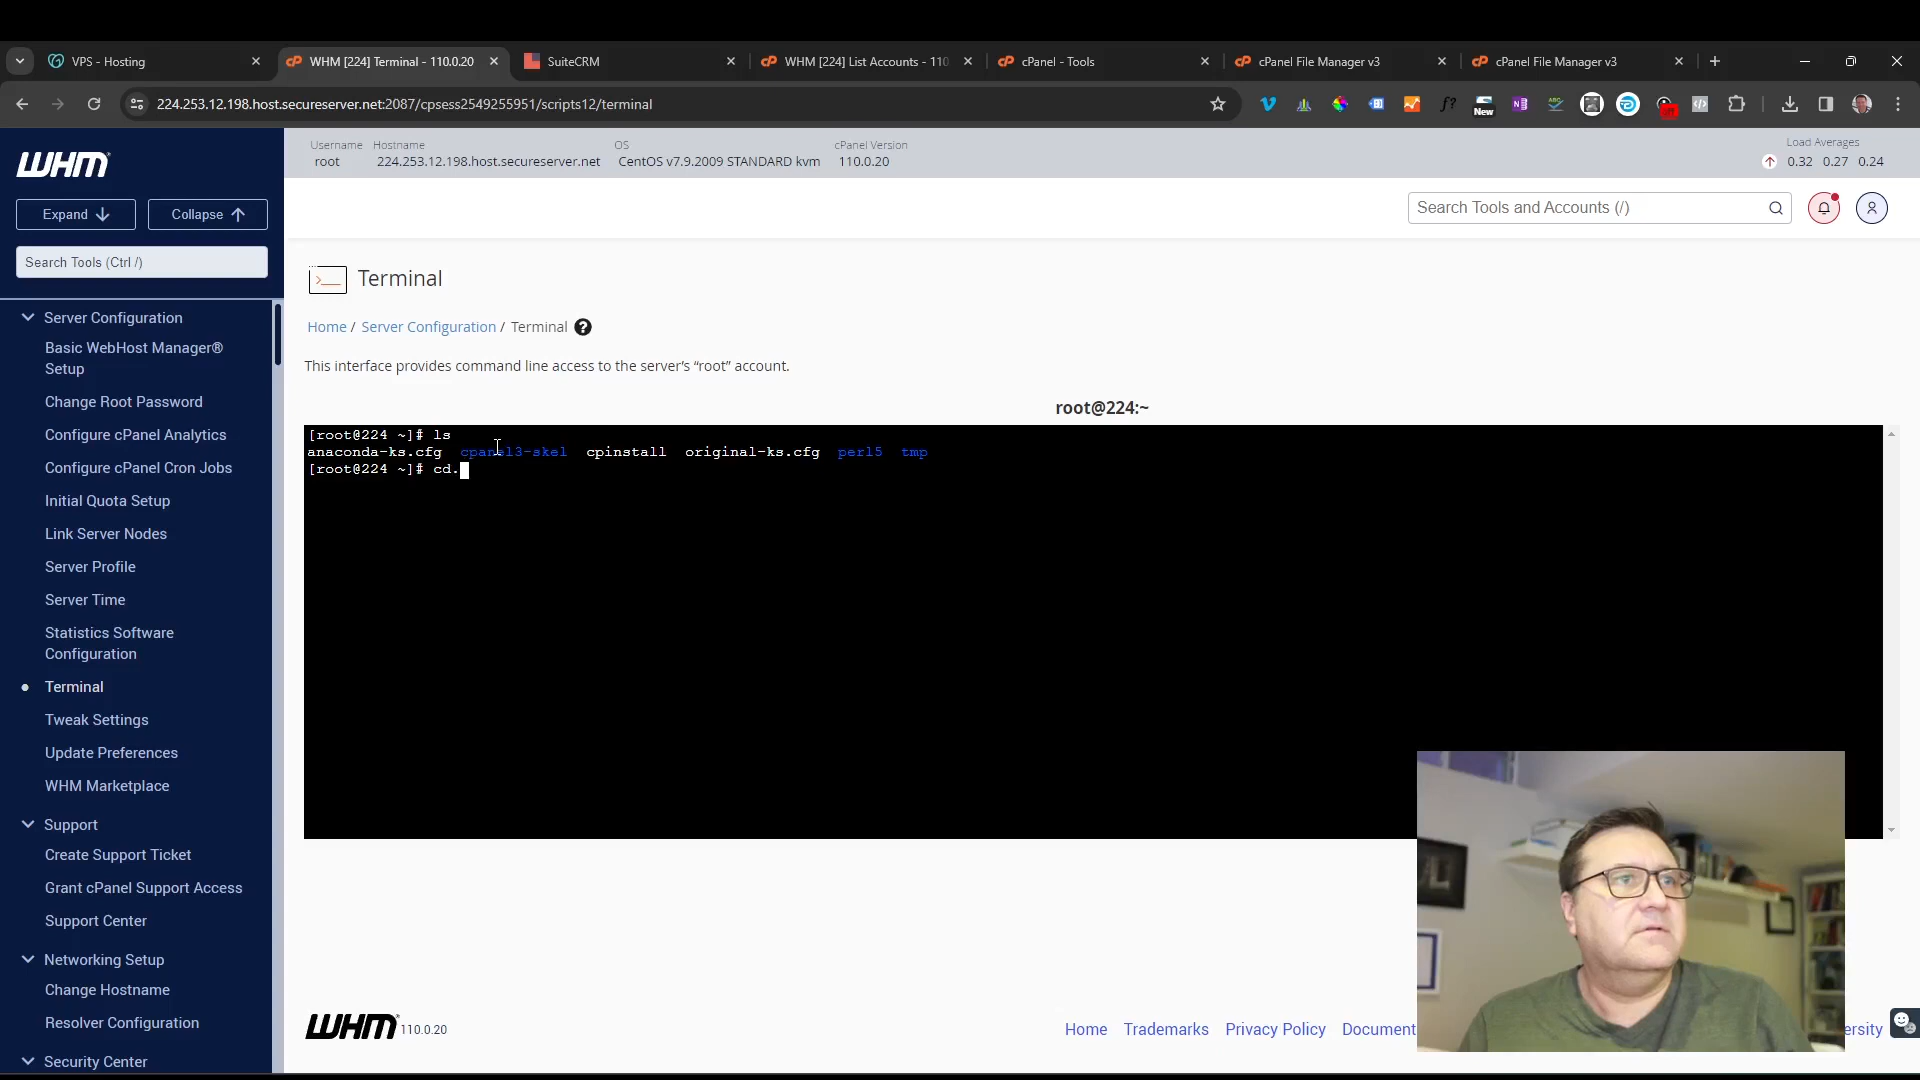 VPS - Hosting
WHM [224] Terminal - 110.0.20
SuiteCRM
WHM [224] List Accounts - 110
cPanel - Tools
cPanel File Manager v3
cPanel File Manager v3
224.253.12.198.host.secureserver.net:2087/cpsess2549255951/scripts12/terminal
New
WHM
Expand
Collapse
Search Tools (Ctrl /)
Username
root
Hostname
224.253.12.198.host.secureserver.net
OS
CentOS v7.9.2009 STANDARD kvm
cPanel Version
110.0.20
Load Averages
0.32 0.27 0.24
Search Tools and Accounts (/)
Server Configuration
Basic WebHost Manager®
Setup
Change Root Password
Configure cPanel Analytics
Configure cPanel Cron Jobs
Initial Quota Setup
Link Server Nodes
Server Profile
Server Time
Statistics Software
Configuration
Terminal
Tweak Settings
Update Preferences
WHM Marketplace
Support
Create Support Ticket
Grant cPanel Support Access
Support Center
Networking Setup
Change Hostname
Resolver Configuration
Security Center
Terminal
Home / Server Configuration / Terminal
This interface provides command line access to the server's “root” account.
root@224:~
[root@224 ~]# ls
anaconda-ks.cfg cpanel3-skel cpinstall original-ks.cfg perl5 tmp
[root@224 ~]# cd.
WHM 110.0.20
Home Trademarks Privacy Policy Document
ersity